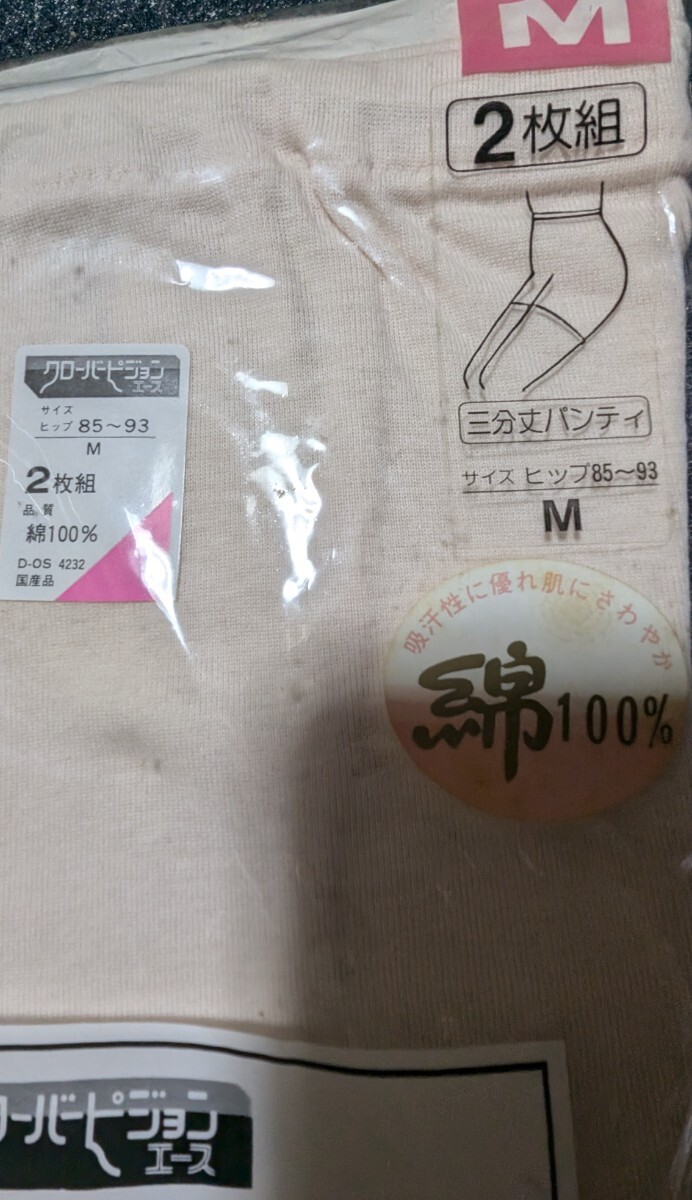 M
2枚組
三分丈パンティ
サイズ ヒップ85～93
M
クローバーピジョン
エース
サイズ
ヒップ 85～93
M
2枚組
品質
綿100%
D-OS 4232
国産品
吸汗性に優れ肌にさわやか
綿100%
ローバーピジョン
エース